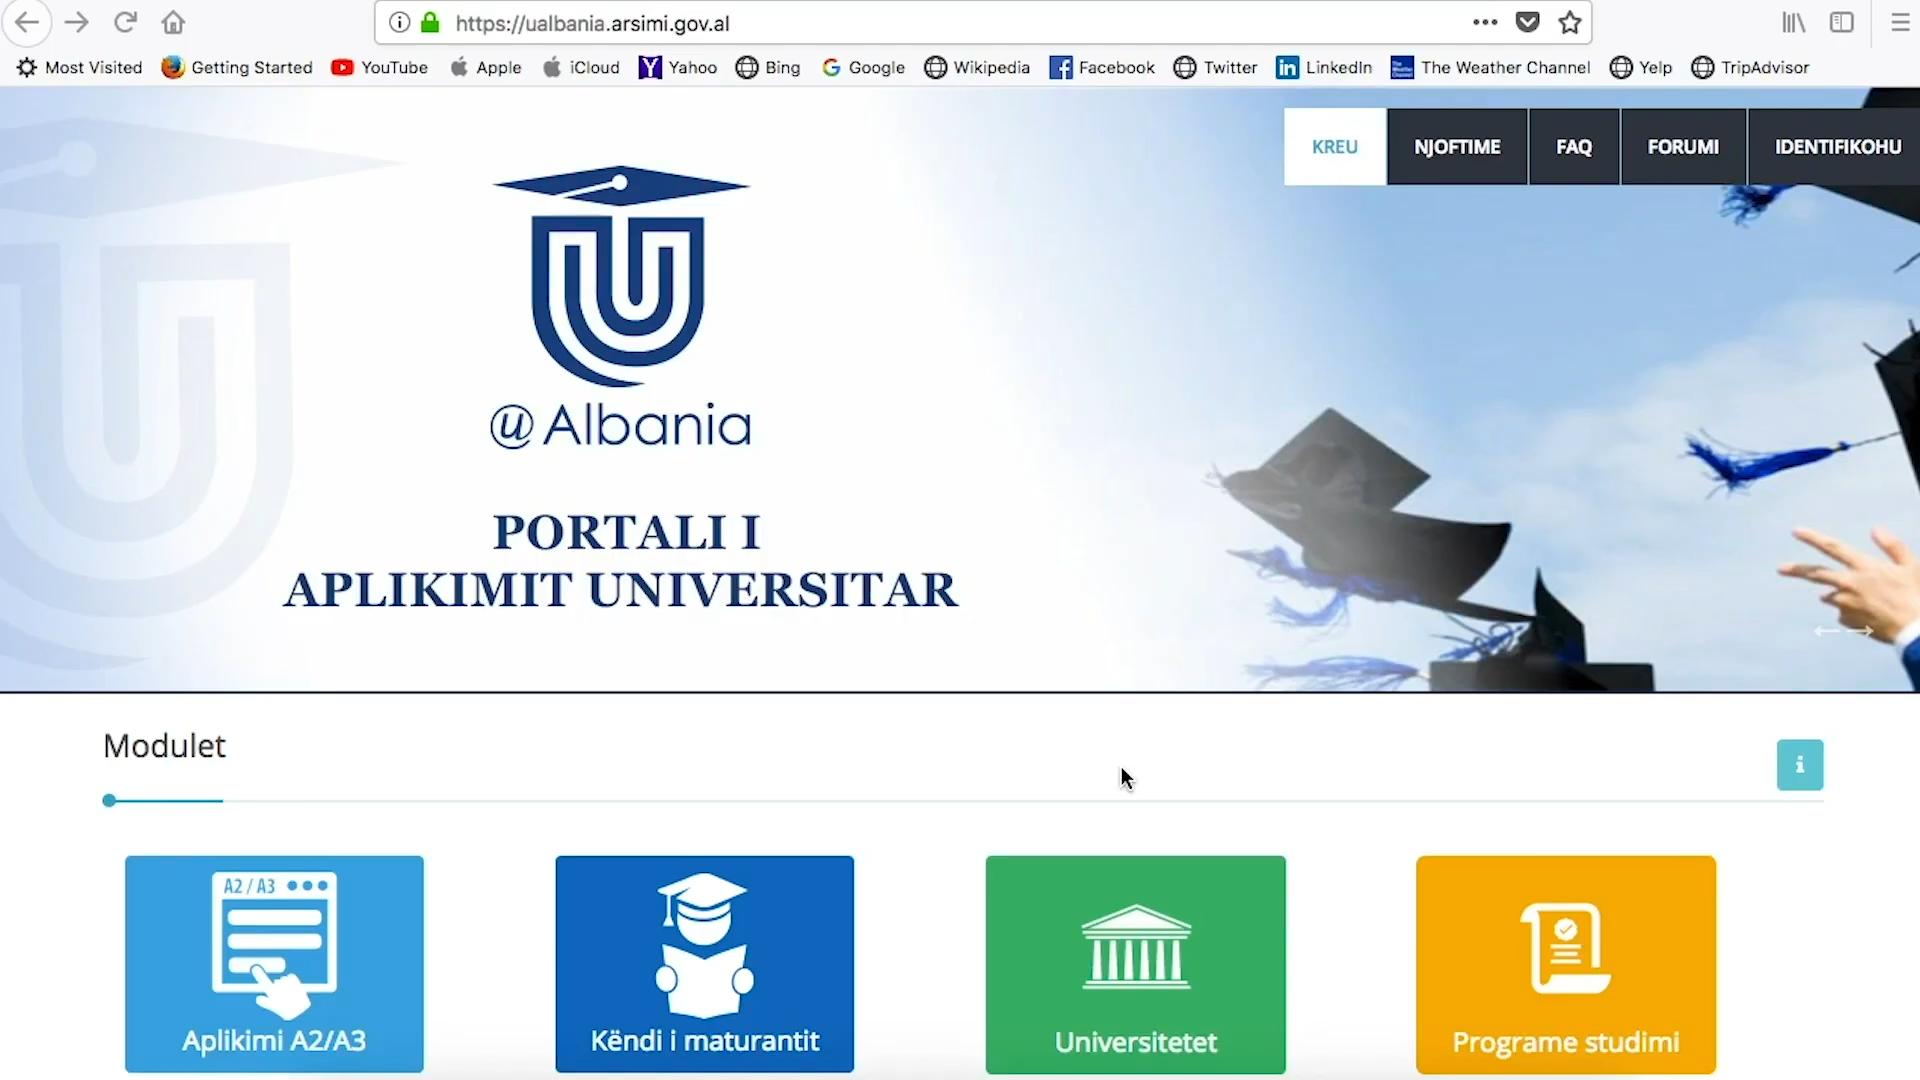 https://ualbania.arsimi.gov.al
Most Visited Getting Started YouTube Apple iCloud Yahoo Bing Google Wikipedia Facebook Twitter LinkedIn The Weather Channel Yelp TripAdvisor
KREU NJOFTIME FAQ FORUMI IDENTIFIKOHU
@Albania
PORTALI I
APLIKIMIT UNIVERSITAR
Modulet
A2 / A3
Aplikimi A2/A3
Këndi i maturantit
Universitetet
Programe studimi